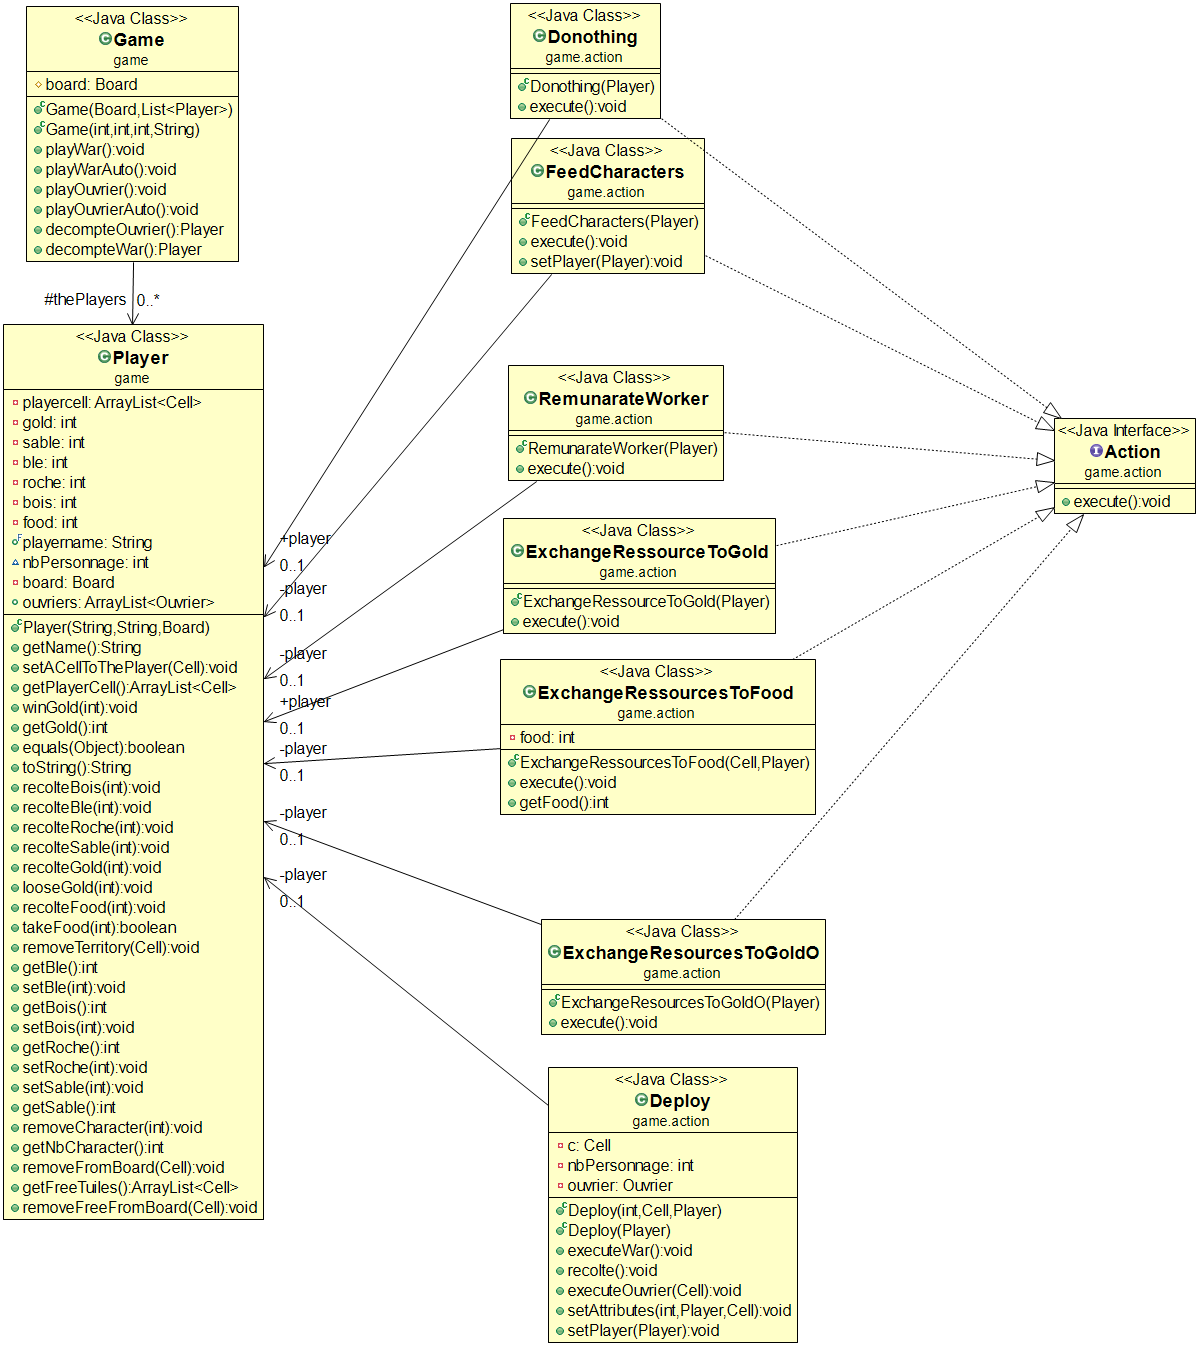 <<Java Class>>
Game
game
board: Board
Game(Board,List<Player>)
Game(int,int,int,String)
playWar():void
playWarAuto():void
playOuvrier():void
playOuvrierAuto():void
decompteOuvrier():Player
decompteWar():Player
#thePlayers
0..*
<<Java Class>>
Player
game
playercell: ArrayList<Cell>
gold: int
sable: int
ble: int
roche: int
bois: int
food: int
playername: String
nbPersonnage: int
board: Board
ouvriers: ArrayList<Ouvrier>
Player(String,String,Board)
getName():String
setACellToThePlayer(Cell):void
getPlayerCell():ArrayList<Cell>
winGold(int):void
getGold():int
equals(Object):boolean
toString():String
recolteBois(int):void
recolteBle(int):void
recolteRoche(int):void
recolteSable(int):void
recolteGold(int):void
looseGold(int):void
recolteFood(int):void
takeFood(int):boolean
removeTerritory(Cell):void
getBle():int
setBle(int):void
getBois():int
setBois(int):void
getRoche():int
setRoche(int):void
setSable(int):void
getSable():int
removeCharacter(int):void
getNbCharacter():int
removeFromBoard(Cell):void
getFreeTuiles():ArrayList<Cell>
removeFreeFromBoard(Cell):void
+player
0..1
-player
0..1
-player
0..1
+player
0..1
-player
0..1
-player
0..1
-player
0..1
<<Java Class>>
Donothing
game.action
Donothing(Player)
execute():void
<<Java Class>>
FeedCharacters
game.action
FeedCharacters(Player)
execute():void
setPlayer(Player):void
<<Java Class>>
RemunarateWorker
game.action
RemunarateWorker(Player)
execute():void
<<Java Class>>
ExchangeRessourceToGold
game.action
ExchangeRessourceToGold(Player)
execute():void
<<Java Class>>
ExchangeRessourcesToFood
game.action
food: int
ExchangeRessourcesToFood(Cell,Player)
execute():void
getFood():int
<<Java Class>>
ExchangeResourcesToGoldO
game.action
ExchangeResourcesToGoldO(Player)
execute():void
<<Java Class>>
Deploy
game.action
c: Cell
nbPersonnage: int
ouvrier: Ouvrier
Deploy(int,Cell,Player)
Deploy(Player)
executeWar():void
recolte():void
executeOuvrier(Cell):void
setAttributes(int,Player,Cell):void
setPlayer(Player):void
<<Java Interface>>
Action
game.action
execute():void